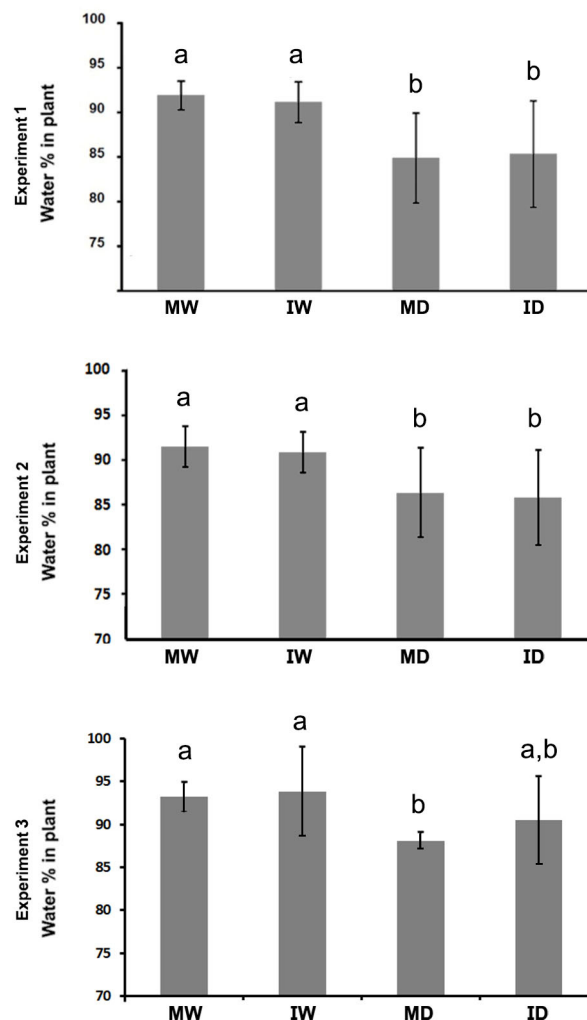 Experiment 1
Water % in plant
100
95
90
85
80
75
a a b b
MW IW MD ID
Experiment 2
Water % in plant
100
95
90
85
80
75
70
a a b b
MW IW MD ID
Experiment 3
Water % in plant
100
95
90
85
80
75
70
a a b a,b
MW IW MD ID